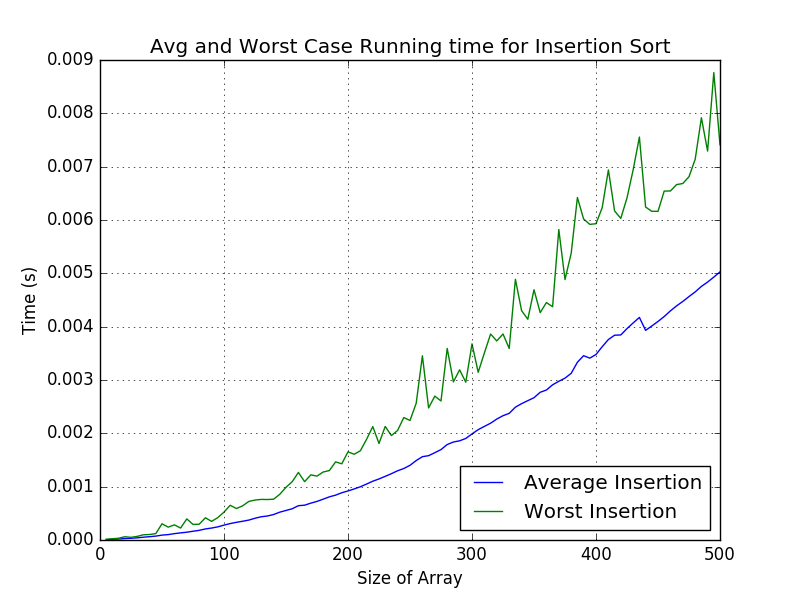 Avg and Worst Case Running time for Insertion Sort
0.009
0.008
0.007
0.006
0.005
0.004
0.003
0.002
0.001
0.000
Time (s)
Average Insertion
Worst Insertion
0 100 200 300 400 500
Size of Array